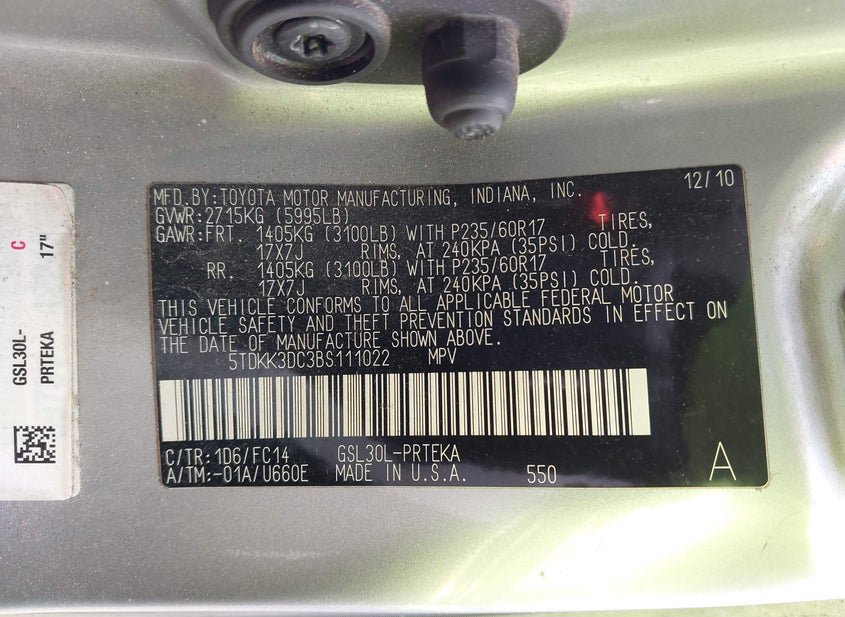 MFD. BY: TOYOTA MOTOR MANUFACTURING, INDIANA, INC. 12/10
GVWR: 2715KG (5995LB)
GAWR: FRT. 1405KG (3100LB) WITH P235/60R17 TIRES,
17X7J RIMS, AT 240KPA (35PSI) COLD.
RR. 1405KG (3100LB) WITH P235/60R17 TIRES,
17X7J RIMS, AT 240KPA (35PSI) COLD.
THIS VEHICLE CONFORMS TO ALL APPLICABLE FEDERAL MOTOR
VEHICLE SAFETY AND THEFT PREVENTION STANDARDS IN EFFECT ON
THE DATE OF MANUFACTURE SHOWN ABOVE.
5TDKK3DC3BS111022 MPV
C/TR: 1D6/FC14 GSL30L-PRTEKA
A/TM:-01A/U660E MADE IN U.S.A. 550 A
GSL30L-
PRTEKA
C
17"